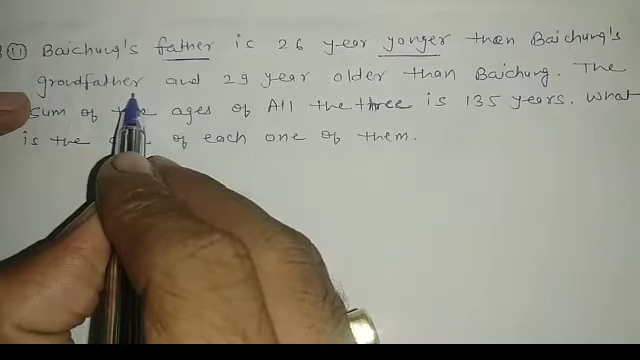 (11) Baichung's father is 26 year yonger than Baichung's
grandfather and 29 year older than Baichung. The
sum of the ages of All the three is 135 years. What
is the of each one of them.